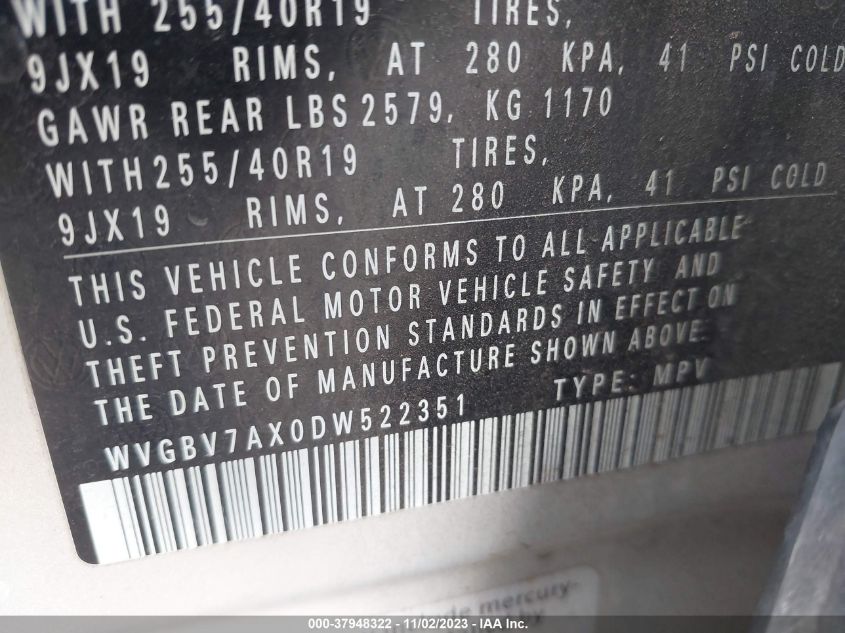 WITH 255/40R19 TIRES,
9JX19 RIMS, AT 280 KPA, 41 PSI COLD
GAWR REAR LBS 2579, KG 1170
WITH255/40R19 TIRES,
9JX19 RIMS, AT 280 KPA, 41 PSI COLD
THIS VEHICLE CONFORMS TO ALL APPLICABLE
U.S. FEDERAL MOTOR VEHICLE SAFETY AND
THEFT PREVENTION STANDARDS IN EFFECT ON
THE DATE OF MANUFACTURE SHOWN ABOVE.
WVGBV7AX0DW522351 TYPE: MPV
mercury-
by
000-37948322 - 11/02/2023 - IAA Inc.